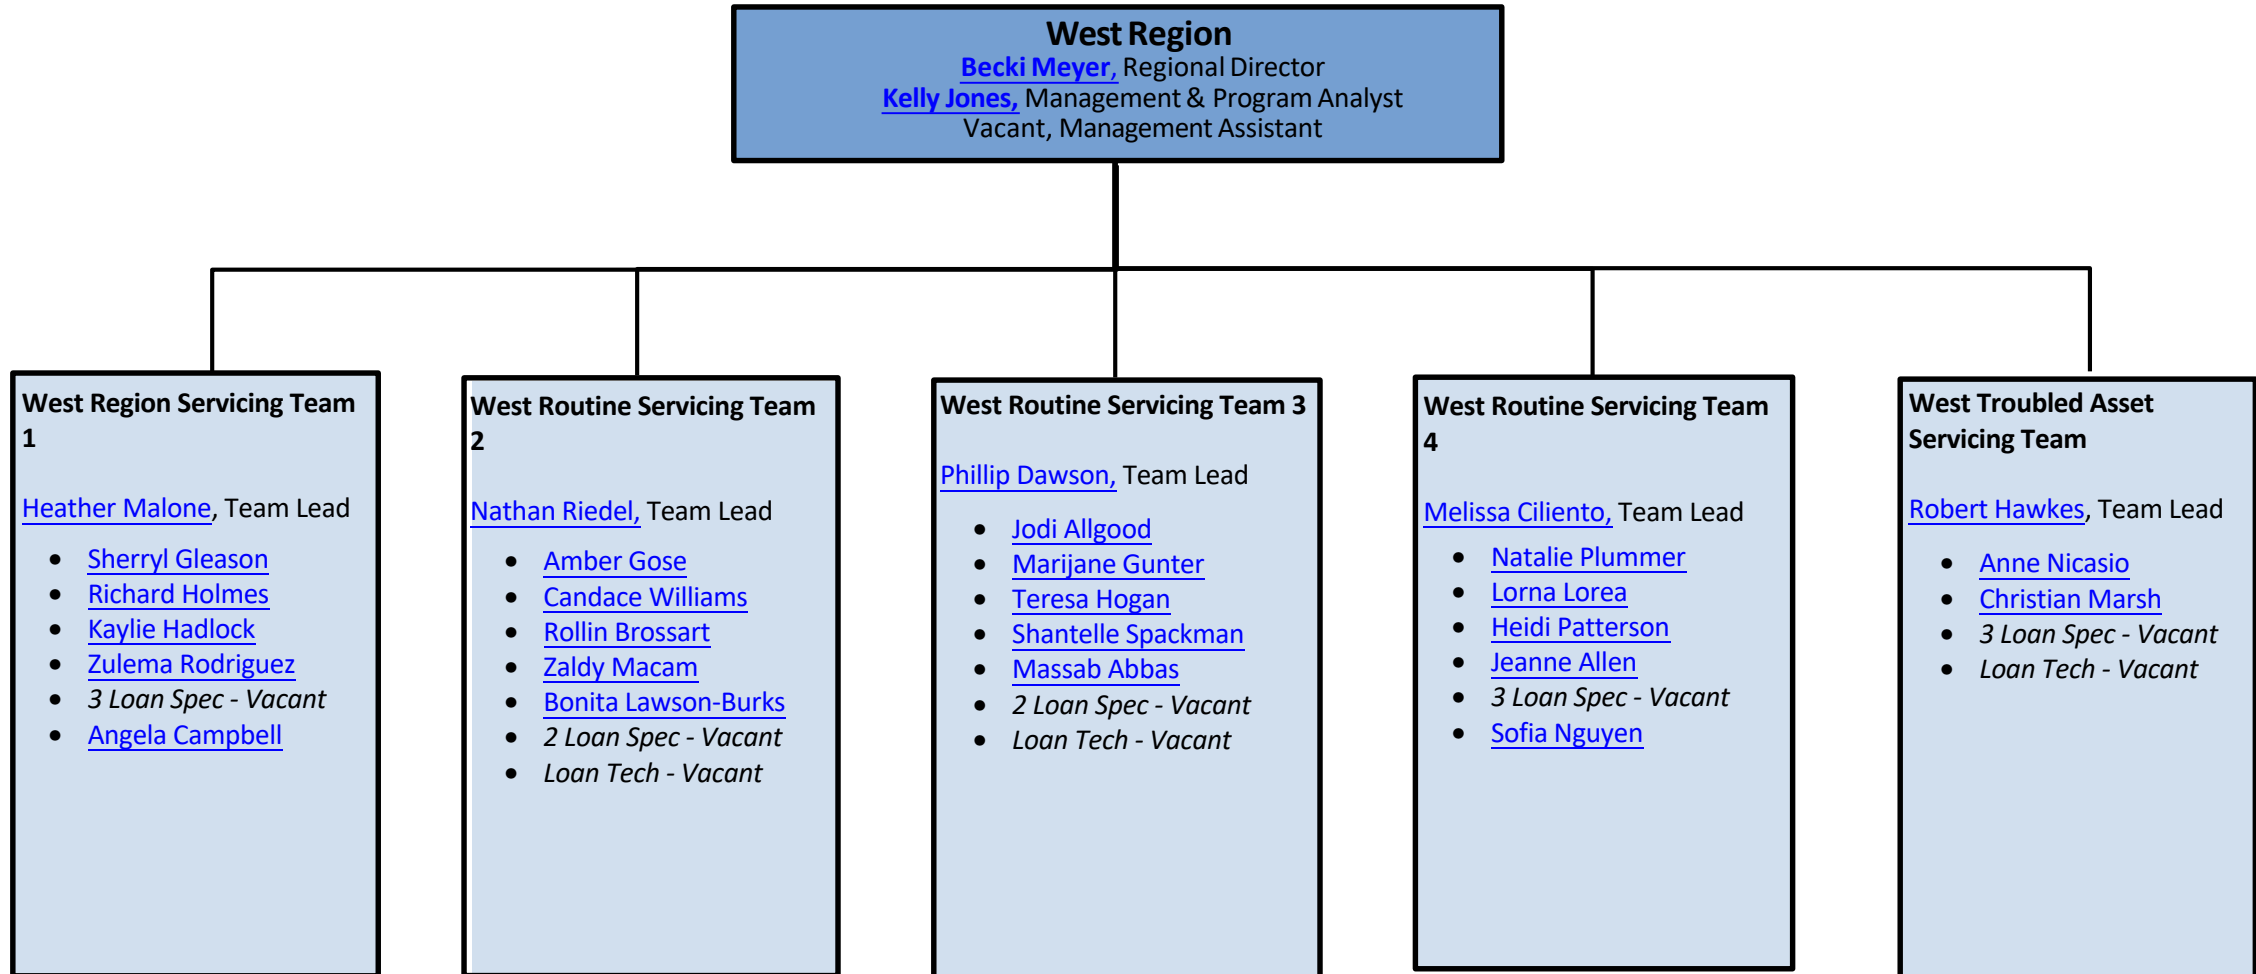 West Region
Becki Meyer, Regional Director
Kelly Jones, Management & Program Analyst
Vacant, Management Assistant
West Region Servicing Team
1
Heather Malone, Team Lead
• Sherryl Gleason
• Richard Holmes
• Kaylie Hadlock
• Zulema Rodriguez
• 3 Loan Spec - Vacant
• Angela Campbell
West Routine Servicing Team
2
Nathan Riedel, Team Lead
• Amber Gose
• Candace Williams
• Rollin Brossart
• Zaldy Macam
• Bonita Lawson-Burks
• 2 Loan Spec - Vacant
• Loan Tech - Vacant
West Routine Servicing Team 3
Phillip Dawson, Team Lead
• Jodi Allgood
• Marijane Gunter
• Teresa Hogan
• Shantelle Spackman
• Massab Abbas
• 2 Loan Spec - Vacant
• Loan Tech - Vacant
West Routine Servicing Team
4
Melissa Ciliento, Team Lead
• Natalie Plummer
• Lorna Lorea
• Heidi Patterson
• Jeanne Allen
• 3 Loan Spec - Vacant
• Sofia Nguyen
West Troubled Asset
Servicing Team
Robert Hawkes, Team Lead
• Anne Nicasio
• Christian Marsh
• 3 Loan Spec - Vacant
• Loan Tech - Vacant